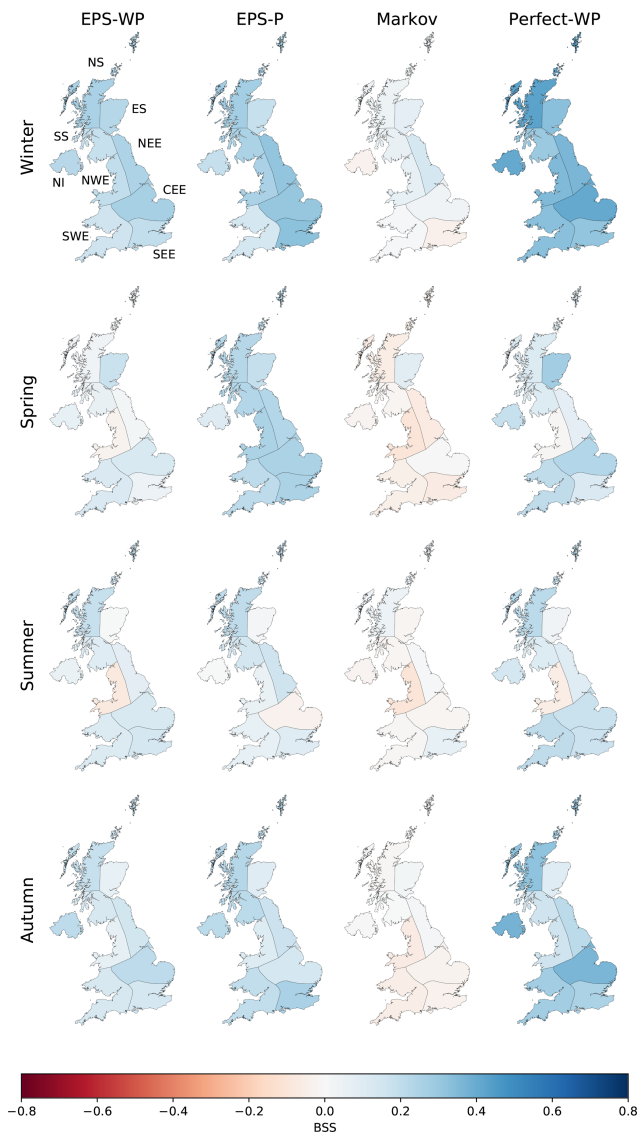 EPS-WP EPS-P Markov Perfect-WP
Winter
NS
ES
SS
NEE
NI
NWE
CEE
SWE
SEE
Spring
Summer
Autumn
−0.8 −0.6 −0.4 −0.2 0.0 0.2 0.4 0.6 0.8
BSS